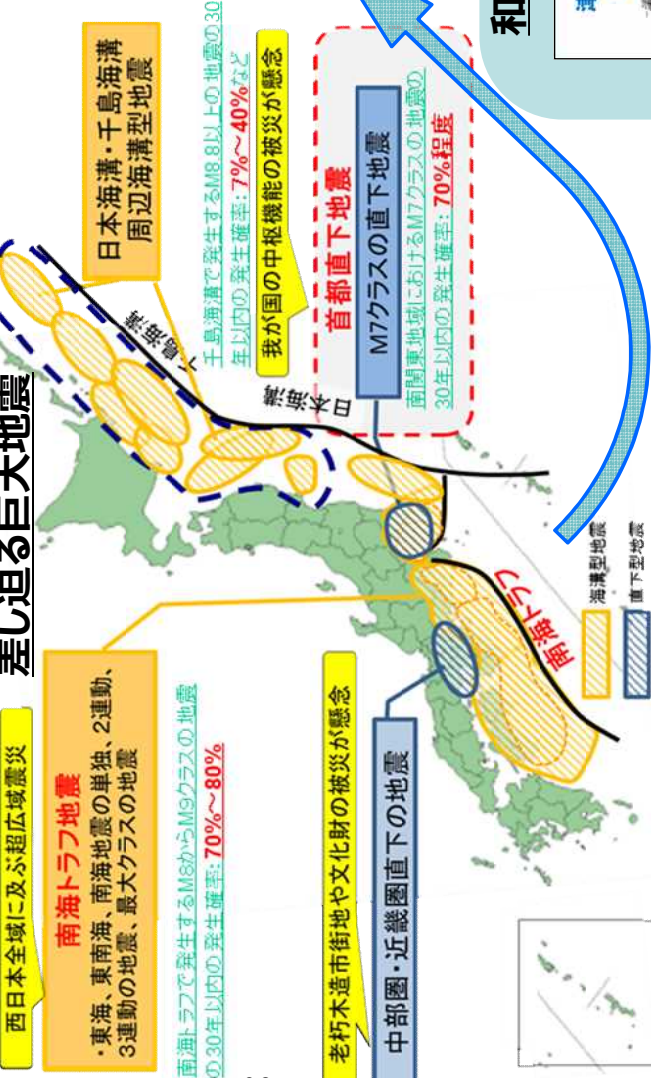 差し迫る巨大地震
西日本全域に及ぶ超広域震災
南海トラフ地震
・東海、東南海、南海地震の単独、2連動、
3連動の地震、最大クラスの地震
南海トラフで発生するM8からM9クラスの地震
の30年以内の発生確率: 70%～80%
老朽木造市街地や文化財の被災が懸念
中部圏・近畿圏直下の地震
日本海溝・千島海溝
周辺海溝型地震
千島海溝で発生するM8.8以上の地震の30
年以内の発生確率: 7%～40%など
我が国の中枢機能の被災が懸念
首都直下地震
M7クラスの直下地震
南関東地域におけるM7クラスの地震の
30年以内の発生確率: 70%程度
千島海溝
日本海溝
南海トラフ
海溝型地震
直下型地震
和